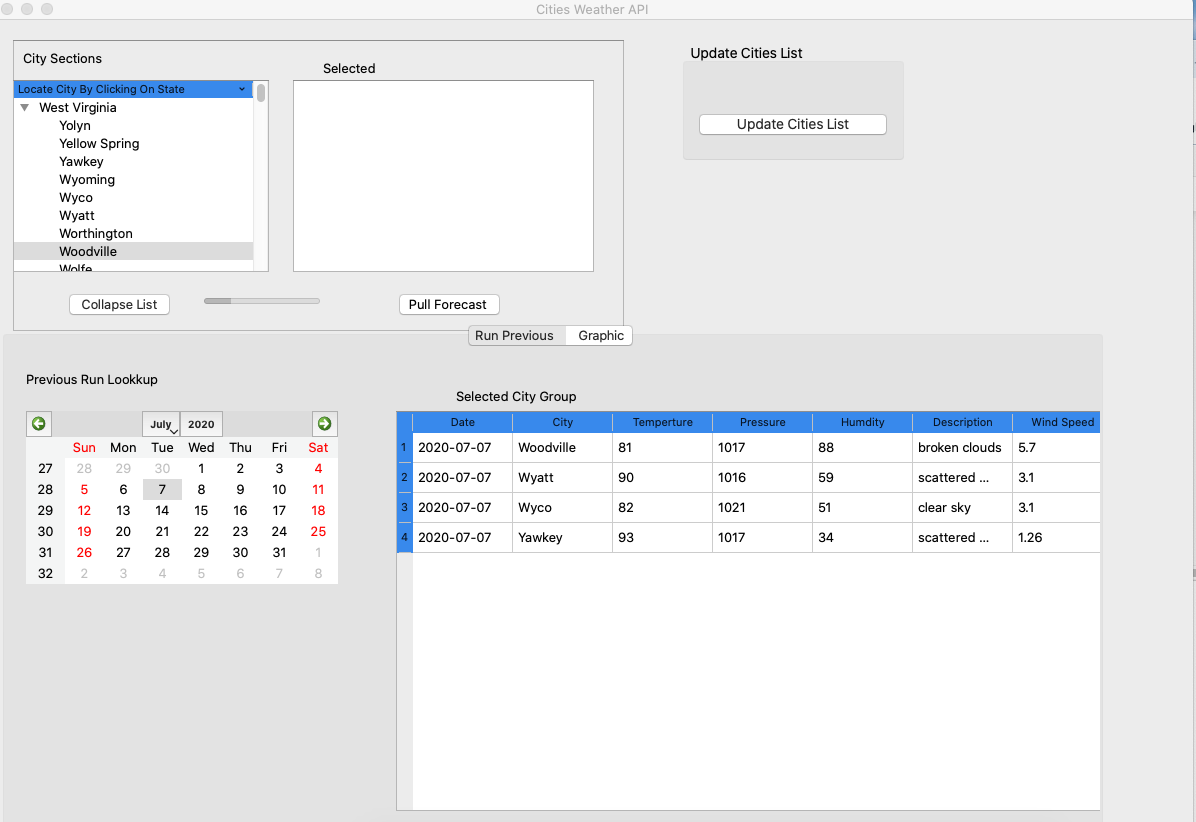 Cities Weather API
City Sections
Selected
Locate City By Clicking On State
West Virginia
Yolyn
Yellow Spring
Yawkey
Wyoming
Wyco
Wyatt
Worthington
Woodville
Wolfe
Collapse List
Pull Forecast
Update Cities List
Update Cities List
Run Previous Graphic
Previous Run Lookkup
July 2020
Sun Mon Tue Wed Thu Fri Sat
27 28 29 30 1 2 3 4
28 5 6 7 8 9 10 11
29 12 13 14 15 16 17 18
30 19 20 21 22 23 24 25
31 26 27 28 29 30 31 1
32 2 3 4 5 6 7 8
Selected City Group
Date City Temperture Pressure Humdity Description Wind Speed
1 2020-07-07 Woodville 81 1017 88 broken clouds 5.7
2 2020-07-07 Wyatt 90 1016 59 scattered ... 3.1
3 2020-07-07 Wyco 82 1021 51 clear sky 3.1
4 2020-07-07 Yawkey 93 1017 34 scattered ... 1.26